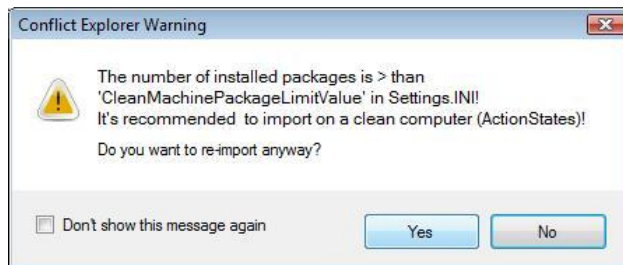 Conflict Explorer Warning
The number of installed packages is > than
'CleanMachinePackageLimitValue' in Settings.INI!
It's recommended  to import on a clean computer (ActionStates)!
Do you want to re-import anyway?
Don't show this message again
Yes
No